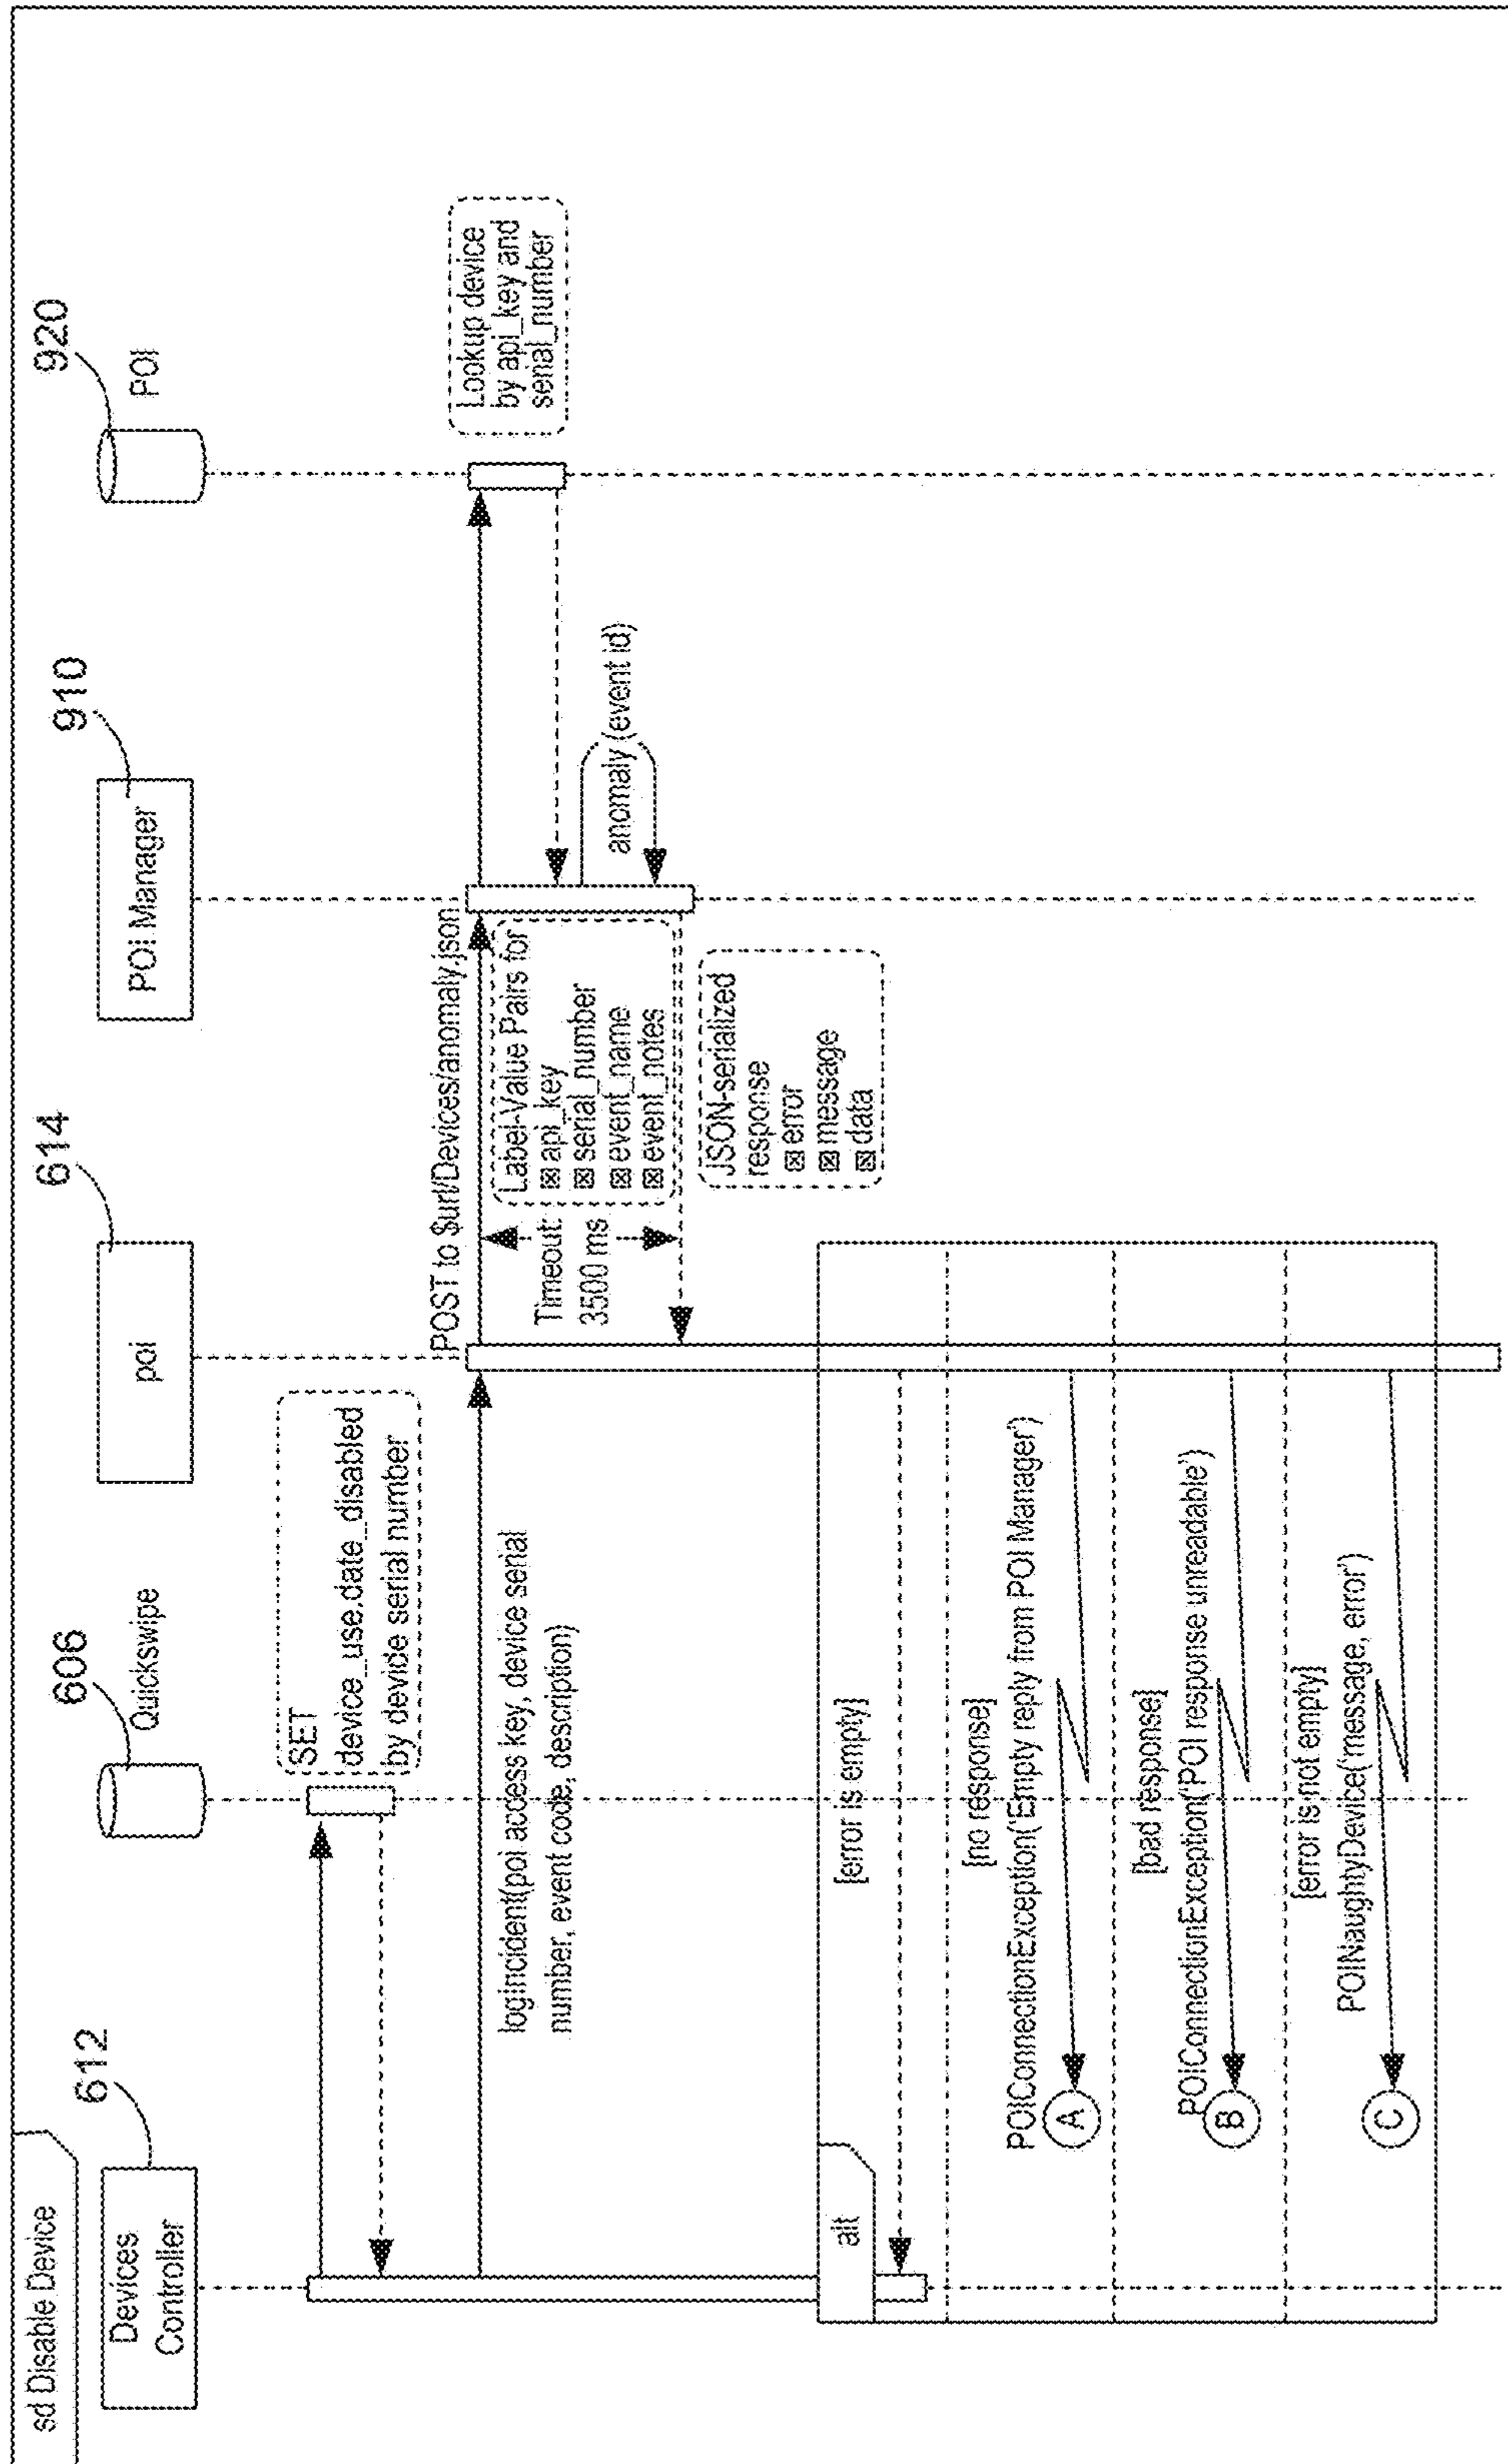 sd Disable Device
612
606
614
910
920
Devices
Controller
Quickswipe
poi
POI Manager
POI
SET
device_use.date_disabled
by device serial number
logIncident(poi access key, device serial
number, event code, description)
POST to $url/Devices/anomaly.json
Timeout:
3500 ms
Label-Value Pairs for
api_key
serial_number
event_name
event_notes
Lookup device
by api_key and
serial_number
anomaly (event id)
JSON-serialized
response
error
message
data
alt
[error is empty]
[no response]
POIConnectionException('Empty reply from POI Manager')
A
[bad response]
POIConnectionException('POI response unreadable')
B
[error is not empty]
POINaughtyDevice('message, error')
C